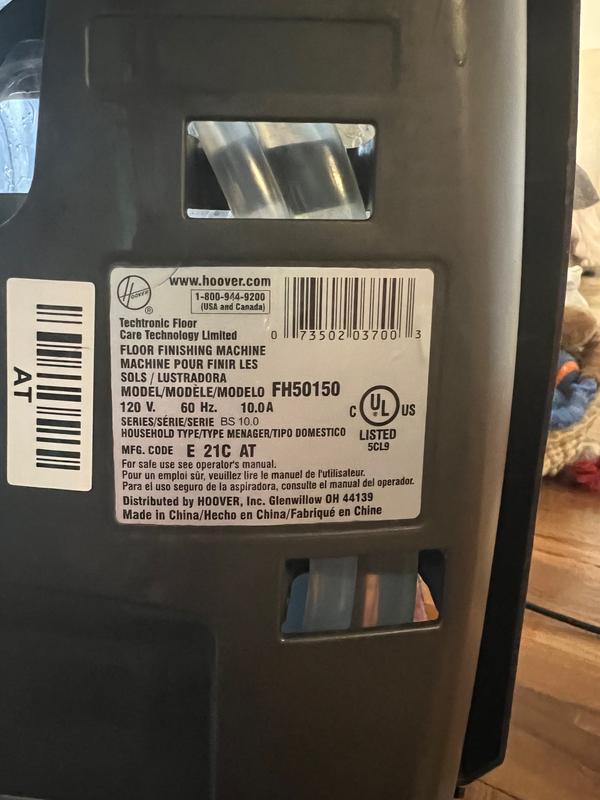 HOOVER
®
www.hoover.com
1-800-944-9200
(USA and Canada)
Techtronic Floor
Care Technology Limited
0 73502 03700 3
FLOOR FINISHING MACHINE
MACHINE POUR FINIR LES
SOLS / LUSTRADORA
MODEL/MODÈLE/MODELO FH50150
120 V. 60 Hz. 10.0A
SERIES/SÉRIE/SERIE BS 10.0
HOUSEHOLD TYPE/TYPE MENAGER/TIPO DOMESTICO
MFG. CODE E 21C AT
C UL US
LISTED
5CL9
For safe use see operator's manual.
Pour un emploi sûr, veuillez lire le manuel de l'utilisateur.
Para el uso seguro de la aspiradora, consulte el manual del operador.
Distributed by HOOVER, Inc. Glenwillow OH 44139
Made in China/Hecho en China/Fabriqué en Chine
AT